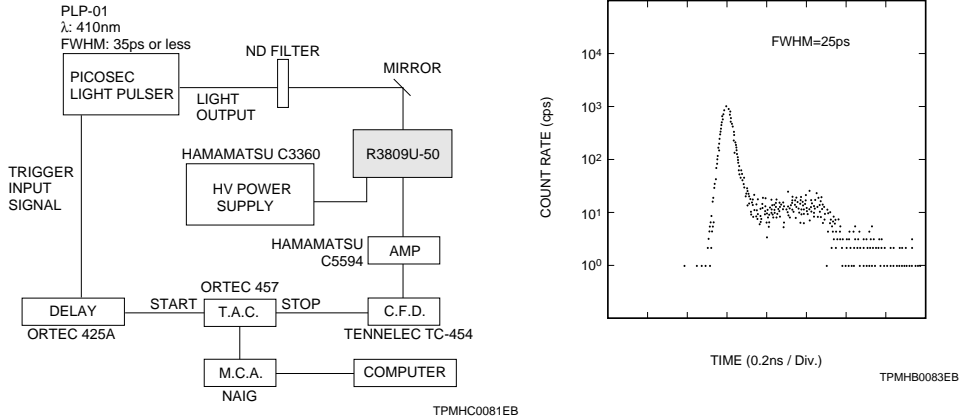 PLP-01
λ: 410nm
FWHM: 35ps or less
PICOSEC
LIGHT PULSER
LIGHT
OUTPUT
ND FILTER
MIRROR
HAMAMATSU C3360
HV POWER
SUPPLY
R3809U-50
TRIGGER
INPUT
SIGNAL
HAMAMATSU
C5594
AMP
DELAY
ORTEC 425A
START
ORTEC 457
T.A.C.
STOP
C.F.D.
TENNELEC TC-454
M.C.A.
NAIG
COMPUTER
TPMHC0081EB
FWHM=25ps
COUNT RATE (cps)
10⁴
10³
10²
10¹
10⁰
TIME (0.2ns / Div.)
TPMHB0083EB